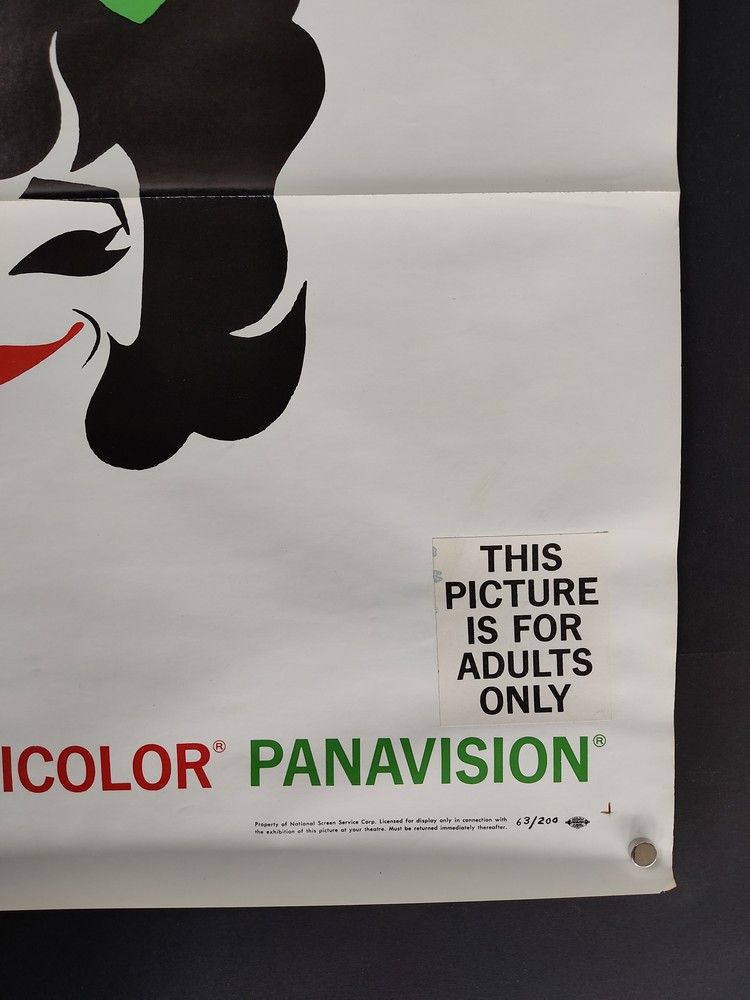 THIS
PICTURE
IS FOR
ADULTS
ONLY
ICOLOR® PANAVISION®
Property of National Screen Service Corp. Licensed for display only in connection with
the exhibition of this picture at your theatre. Must be returned immediately thereafter.
63/200